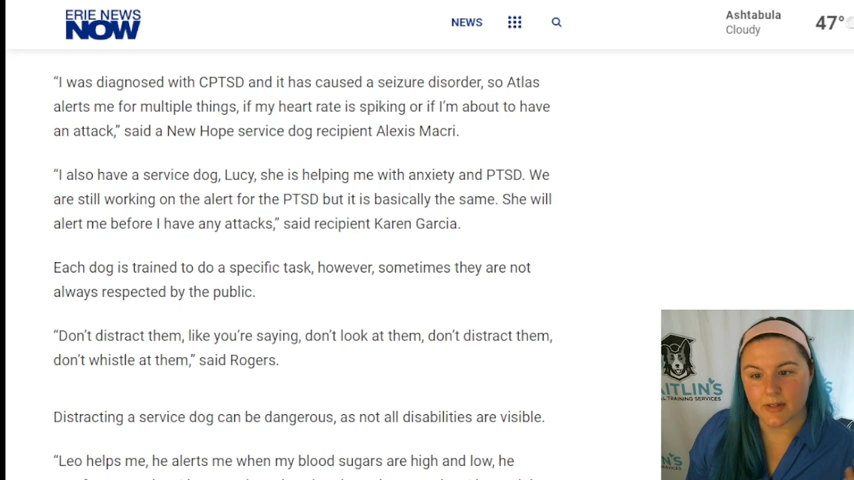 ERIE NEWS
NOW
NEWS
Ashtabula
Cloudy
47°
“I was diagnosed with CPTSD and it has caused a seizure disorder, so Atlas
alerts me for multiple things, if my heart rate is spiking or if I’m about to have
an attack,” said a New Hope service dog recipient Alexis Macri.
“I also have a service dog, Lucy, she is helping me with anxiety and PTSD. We
are still working on the alert for the PTSD but it is basically the same. She will
alert me before I have any attacks,” said recipient Karen Garcia.
Each dog is trained to do a specific task, however, sometimes they are not
always respected by the public.
“Don’t distract them, like you’re saying, don’t look at them, don’t distract them,
don’t whistle at them,” said Rogers.
Distracting a service dog can be dangerous, as not all disabilities are visible.
“Leo helps me, he alerts me when my blood sugars are high and low, he
AITLIN’S
TRAINING SERVICES